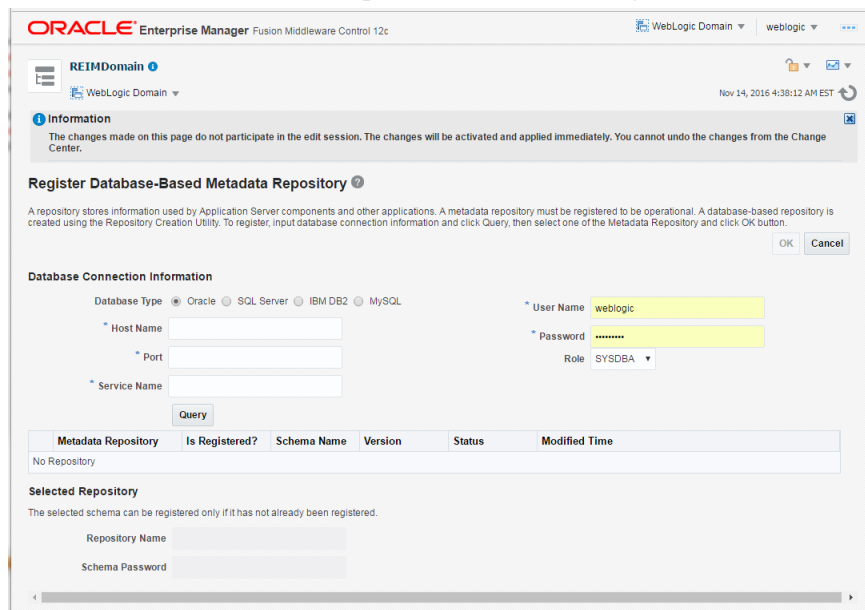 ORACLE Enterprise Manager Fusion Middleware Control 12c
WebLogic Domain
weblogic
REIMDomain
WebLogic Domain
Nov 14, 2016 4:38:12 AM EST
Information
The changes made on this page do not participate in the edit session. The changes will be activated and applied immediately. You cannot undo the changes from the Change
Center.
Register Database-Based Metadata Repository
A repository stores information used by Application Server components and other applications. A metadata repository must be registered to be operational. A database-based repository is
created using the Repository Creation Utility. To register, input database connection information and click Query, then select one of the Metadata Repository and click OK button.
OK Cancel
Database Connection Information
Database Type Oracle SQL Server IBM DB2 MySQL
* Host Name
* Port
* Service Name
Query
* User Name weblogic
* Password •••••••••
Role SYSDBA
Metadata Repository Is Registered? Schema Name Version Status Modified Time
No Repository
Selected Repository
The selected schema can be registered only if it has not already been registered.
Repository Name
Schema Password